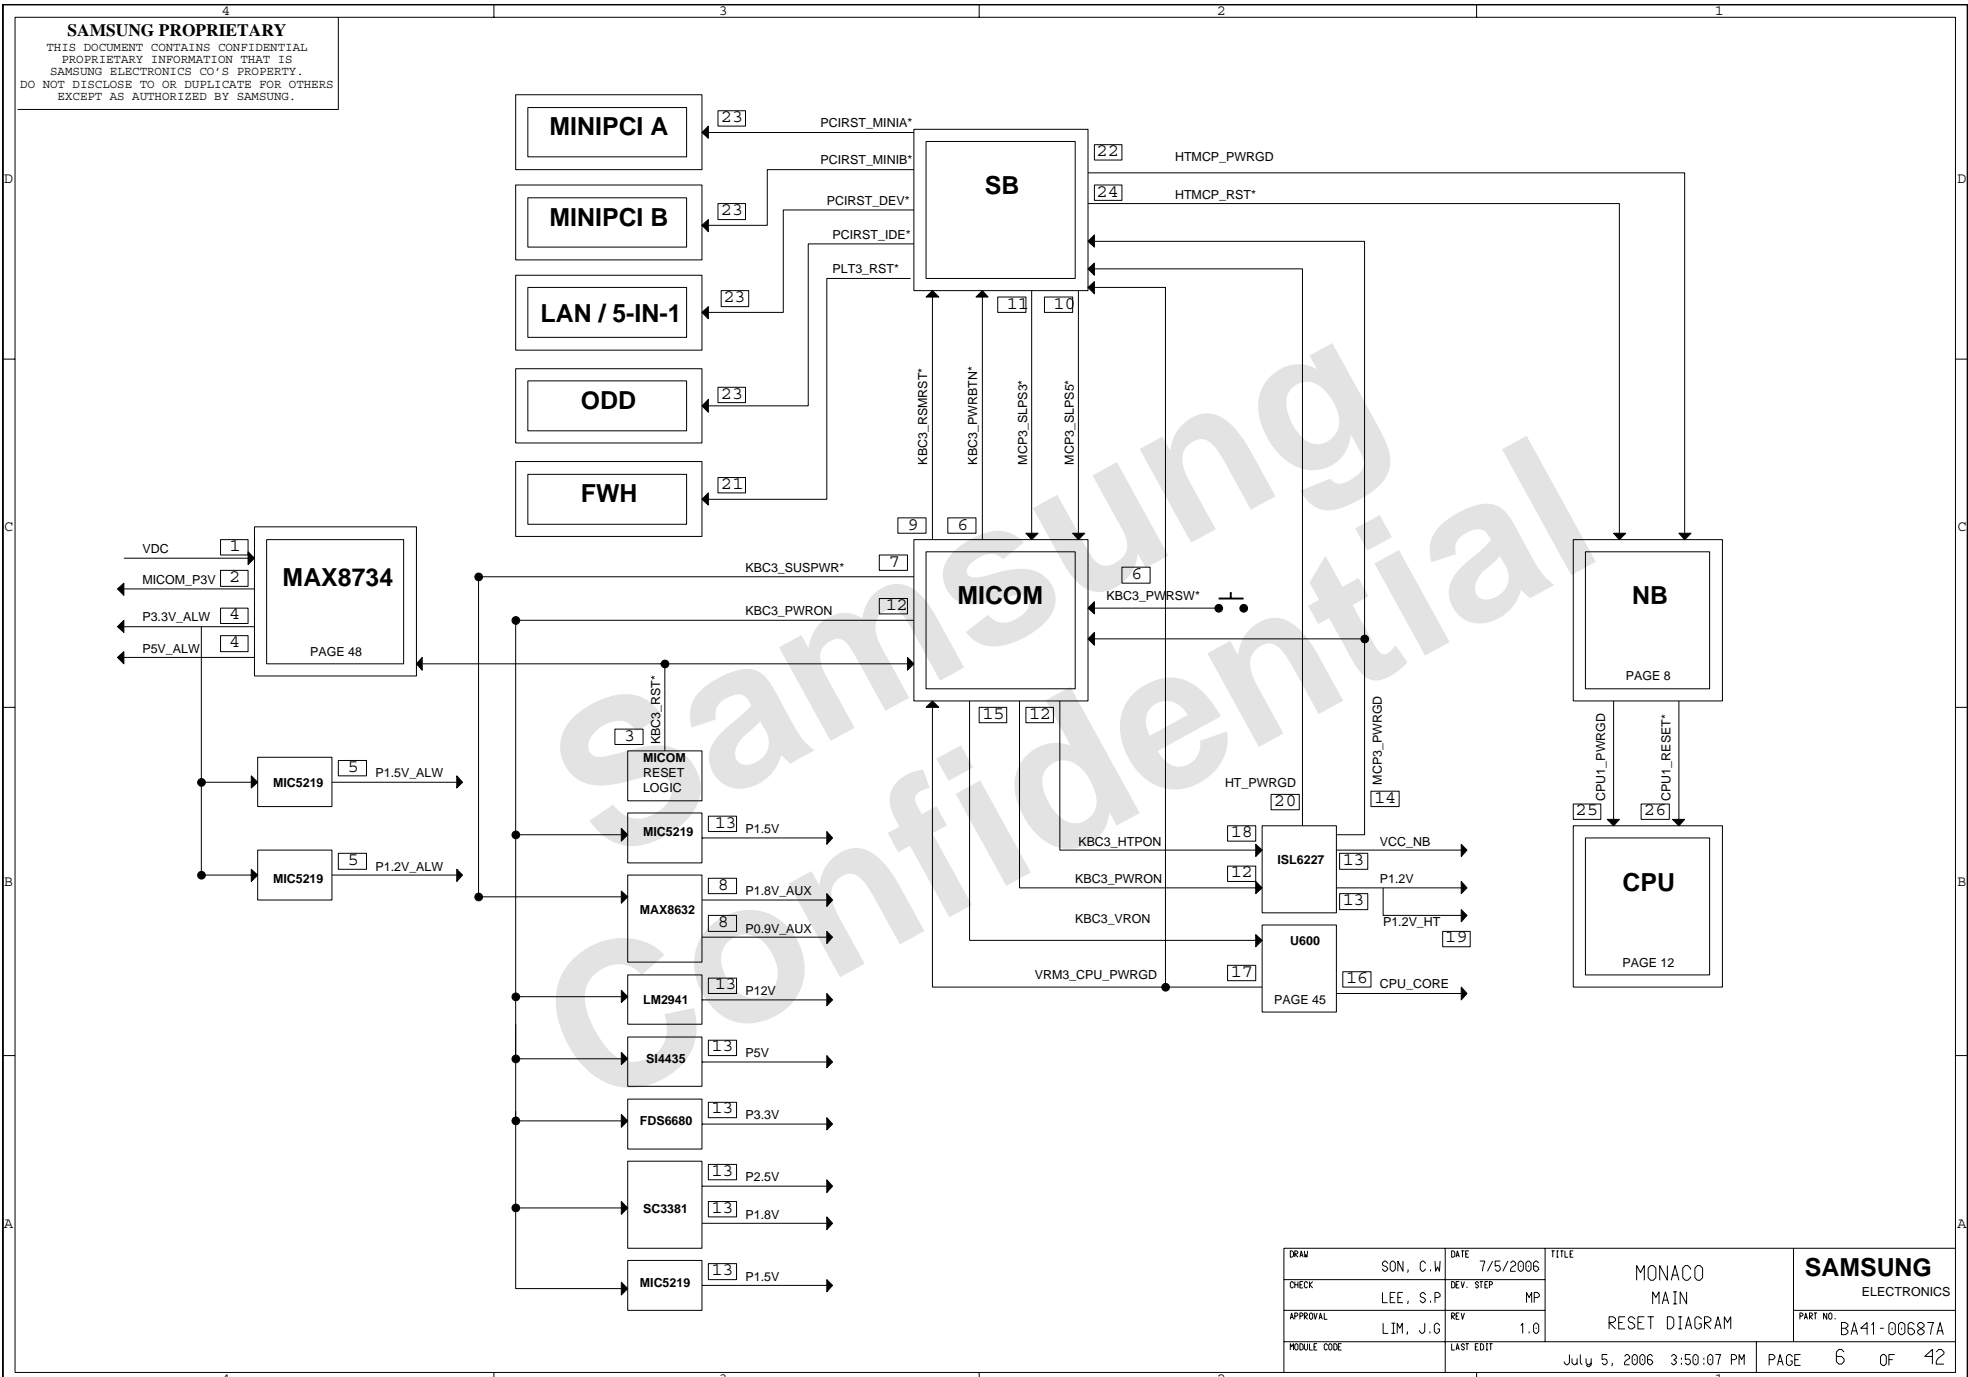 4 3 2 1
SAMSUNG PROPRIETARY
THIS DOCUMENT CONTAINS CONFIDENTIAL
PROPRIETARY INFORMATION THAT IS
SAMSUNG ELECTRONICS CO'S PROPERTY.
DO NOT DISCLOSE TO OR DUPLICATE FOR OTHERS
EXCEPT AS AUTHORIZED BY SAMSUNG.
MINIPCI A
23
PCIRST_MINIA*
MINIPCI B
23
PCIRST_MINIB*
LAN / 5-IN-1
23
PCIRST_DEV*
ODD
23
PCIRST_IDE*
FWH
21
PLT3_RST*
SB
22
HTMCP_PWRGD
24
HTMCP_RST*
11
10
KBC3_RSMRST*
KBC3_PWRBTN*
MCP3_SLPS3*
MCP3_SLPS5*
9
6
D
D
C
C
B
B
A
A
VDC
1
MICOM_P3V
2
P3.3V_ALW
4
P5V_ALW
4
MAX8734
PAGE 48
KBC3_SUSPWR*
7
KBC3_PWRON
12
MICOM
6
KBC3_PWRSW*
NB
PAGE 8
Samsung
Confidential
KBC3_RST*
3
MICOM
RESET
LOGIC
15
12
MCP3_PWRGD
14
HT_PWRGD
20
CPU1_PWRGD
25
CPU1_RESET*
26
CPU
PAGE 12
MIC5219
5
P1.5V_ALW
MIC5219
5
P1.2V_ALW
MIC5219
13
P1.5V
MAX8632
8
P1.8V_AUX
8
P0.9V_AUX
LM2941
13
P12V
SI4435
13
P5V
FDS6680
13
P3.3V
SC3381
13
P2.5V
13
P1.8V
MIC5219
13
P1.5V
KBC3_HTPON
18
KBC3_PWRON
12
KBC3_VRON
ISL6227
VCC_NB
13
P1.2V
13
P1.2V_HT
19
U600
PAGE 45
VRM3_CPU_PWRGD
17
16
CPU_CORE
DRAW
SON, C.W
DATE
7/5/2006
TITLE
MONACO
MAIN
RESET DIAGRAM
SAMSUNG
ELECTRONICS
CHECK
LEE, S.P
DEV. STEP
MP
APPROVAL
LIM, J.G
REV
1.0
PART NO.
BA41-00687A
MODULE CODE
LAST EDIT
July 5, 2006 3:50:07 PM
PAGE 6 OF 42
4 3 2 1